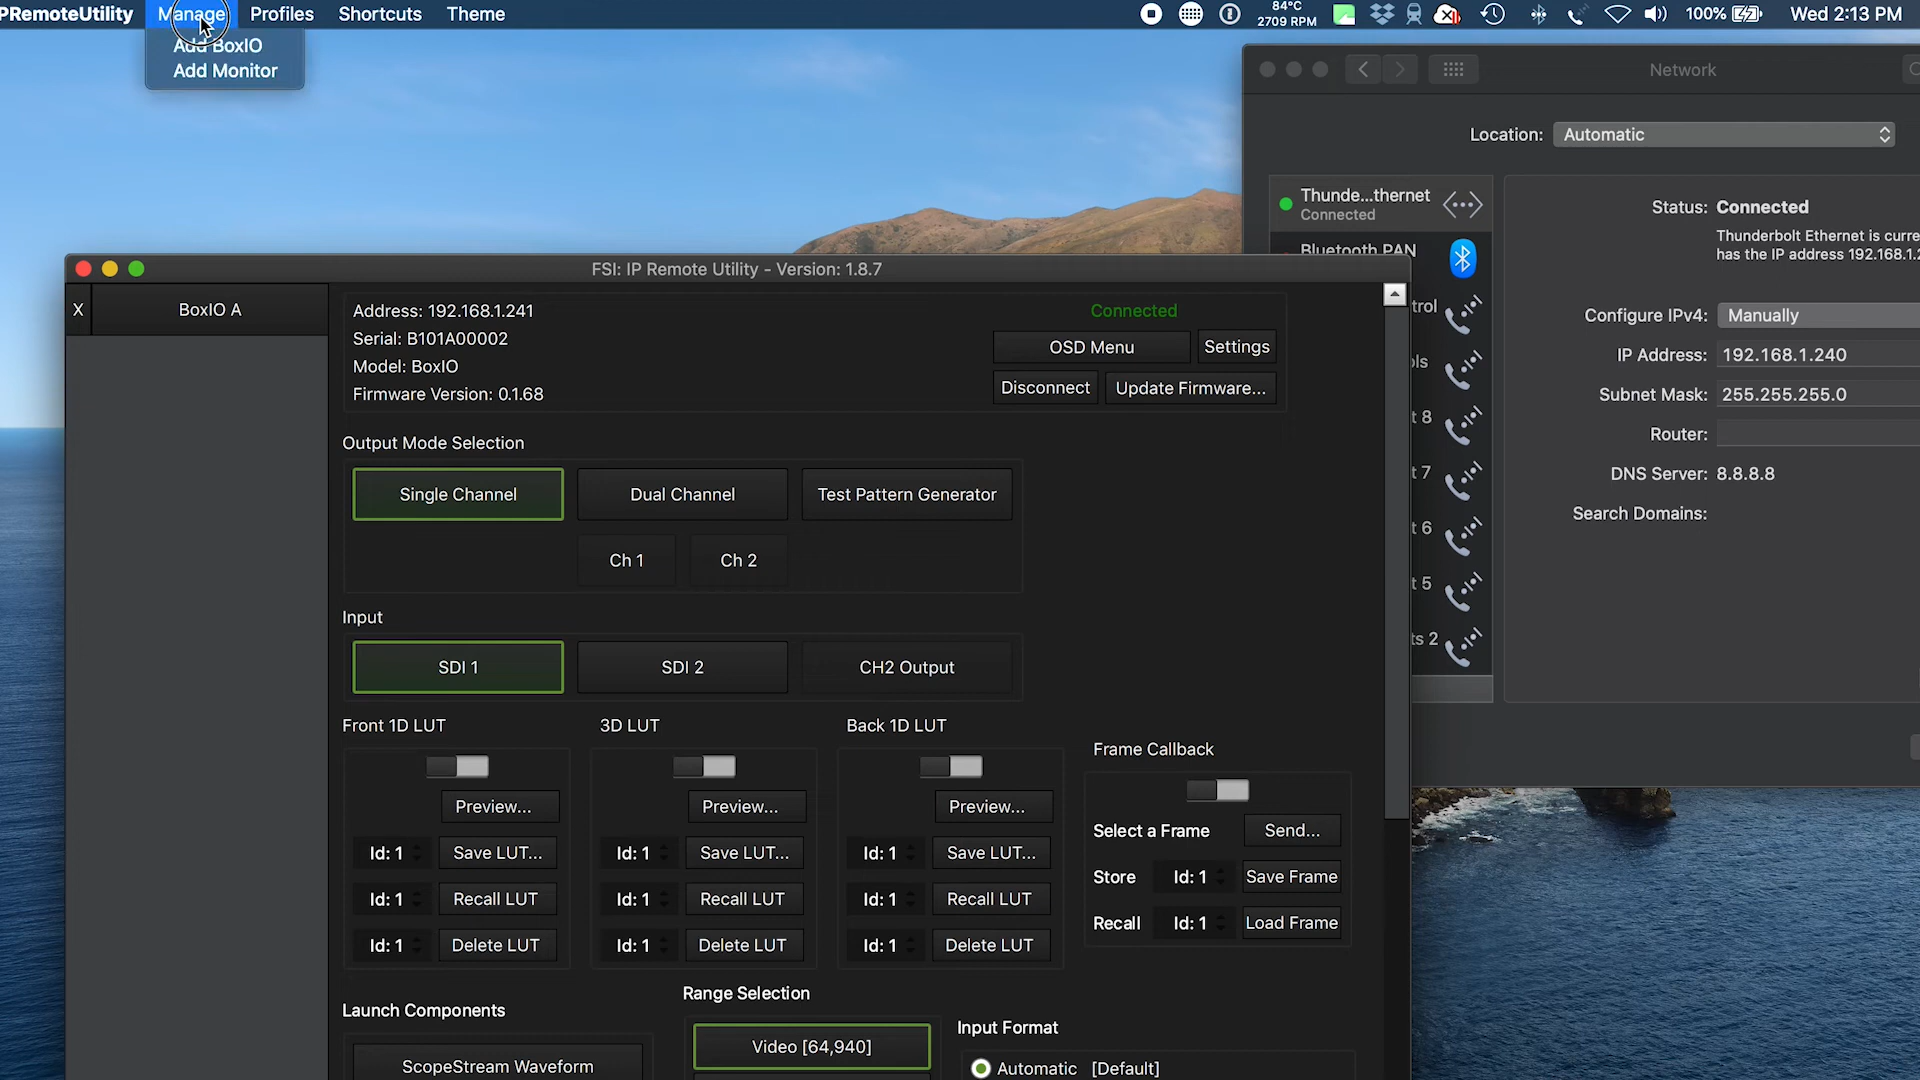 PRemoteUtility Manage Profiles Shortcuts Theme 84°C 2709 RPM 100% Wed 2:13 PM
Add BoxIO
Add Monitor
Network
Location: Automatic
Thunde...thernet
Connected
Bluetooth PAN
trol
ols
t 8
t 7
t 6
t 5
ts 2
Status: Connected
Thunderbolt Ethernet is curre
has the IP address 192.168.1.2
Configure IPv4: Manually
IP Address: 192.168.1.240
Subnet Mask: 255.255.255.0
Router:
DNS Server: 8.8.8.8
Search Domains:
FSI: IP Remote Utility - Version: 1.8.7
X BoxIO A
Address: 192.168.1.241
Serial: B101A00002
Model: BoxIO
Firmware Version: 0.1.68
Connected
OSD Menu Settings
Disconnect Update Firmware...
Output Mode Selection
Single Channel Dual Channel Test Pattern Generator
Ch 1 Ch 2
Input
SDI 1 SDI 2 CH2 Output
Front 1D LUT 3D LUT Back 1D LUT
Frame Callback
Preview... Preview... Preview...
Select a Frame Send...
Id: 1 Save LUT... Id: 1 Save LUT... Id: 1 Save LUT...
Store Id: 1 Save Frame
Id: 1 Recall LUT Id: 1 Recall LUT Id: 1 Recall LUT
Recall Id: 1 Load Frame
Id: 1 Delete LUT Id: 1 Delete LUT Id: 1 Delete LUT
Launch Components
Range Selection
Input Format
ScopeStream Waveform
Video [64,940]
Automatic [Default]